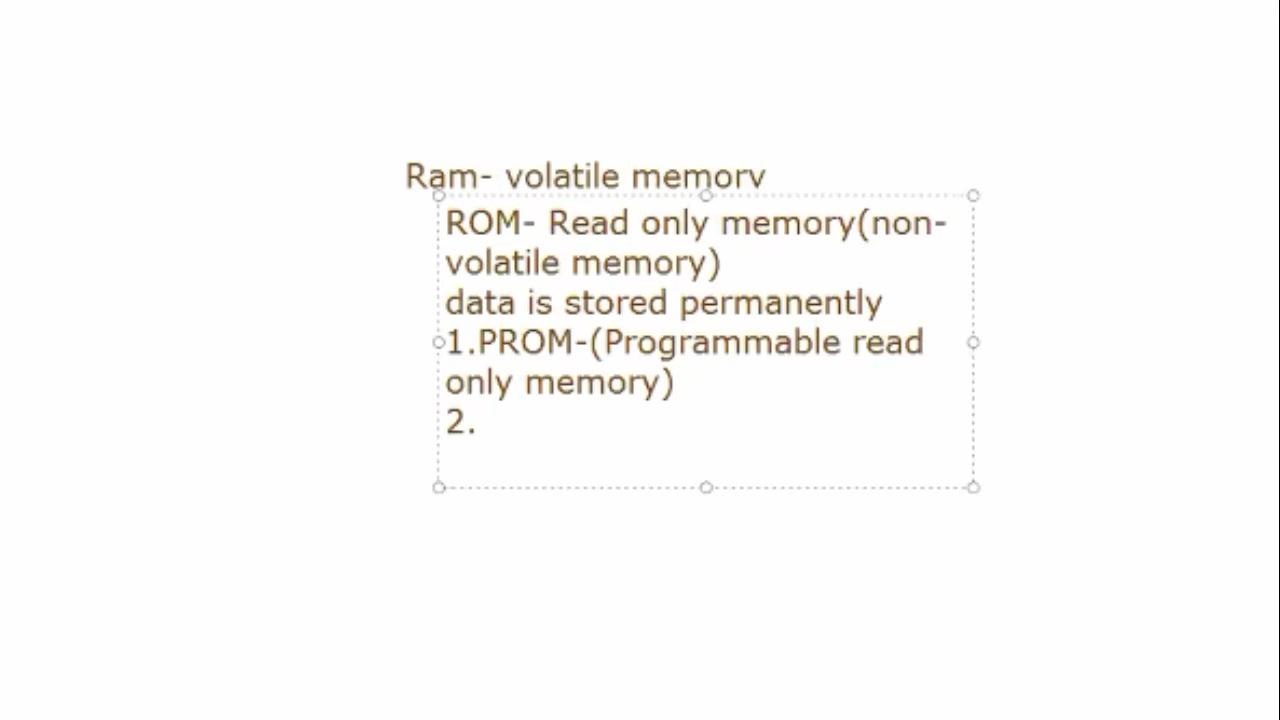 Ram- volatile memory
ROM- Read only memory(non-
volatile memory)
data is stored permanently
1.PROM-(Programmable read
only memory)
2.